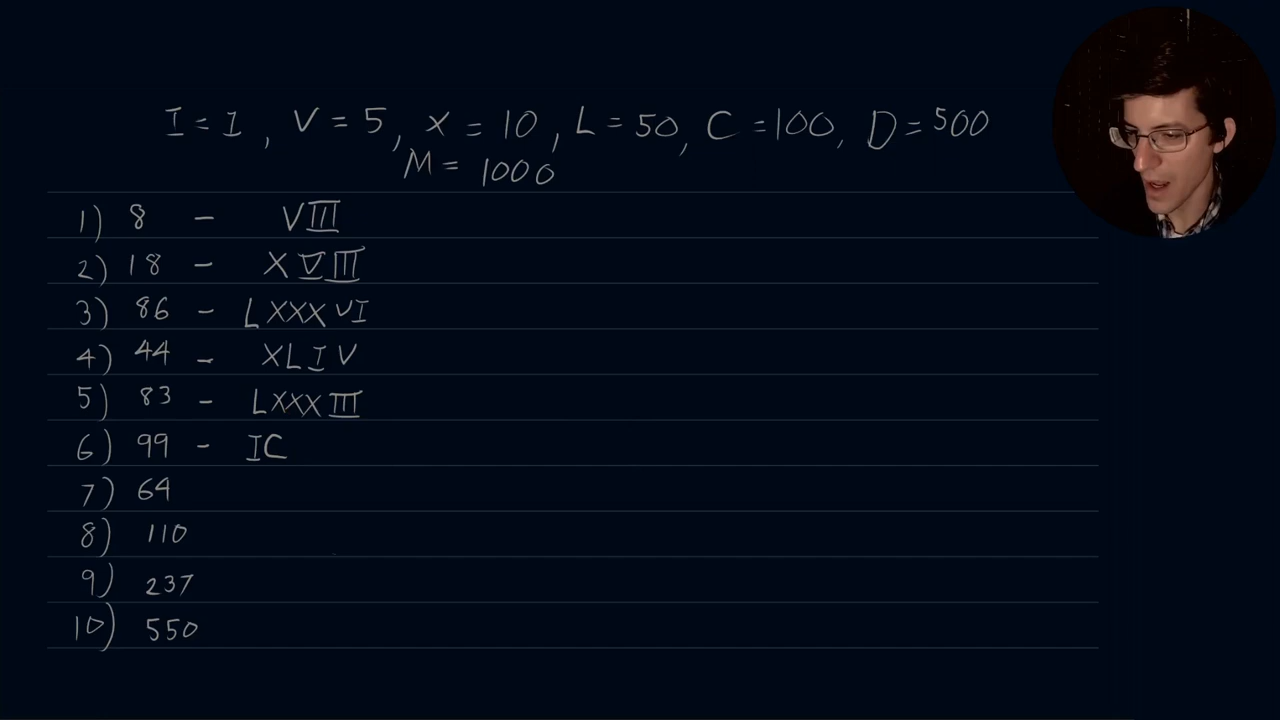 I = I , V = 5 , X = 10 , L = 50 , C = 100 , D = 500
M = 1000
1) 8 - VIII
2) 18 - XVIII
3) 86 - LXXXVI
4) 44 - XLIV
5) 83 - LXXXIII
6) 99 - IC
7) 64
8) 110
9) 237
10) 550